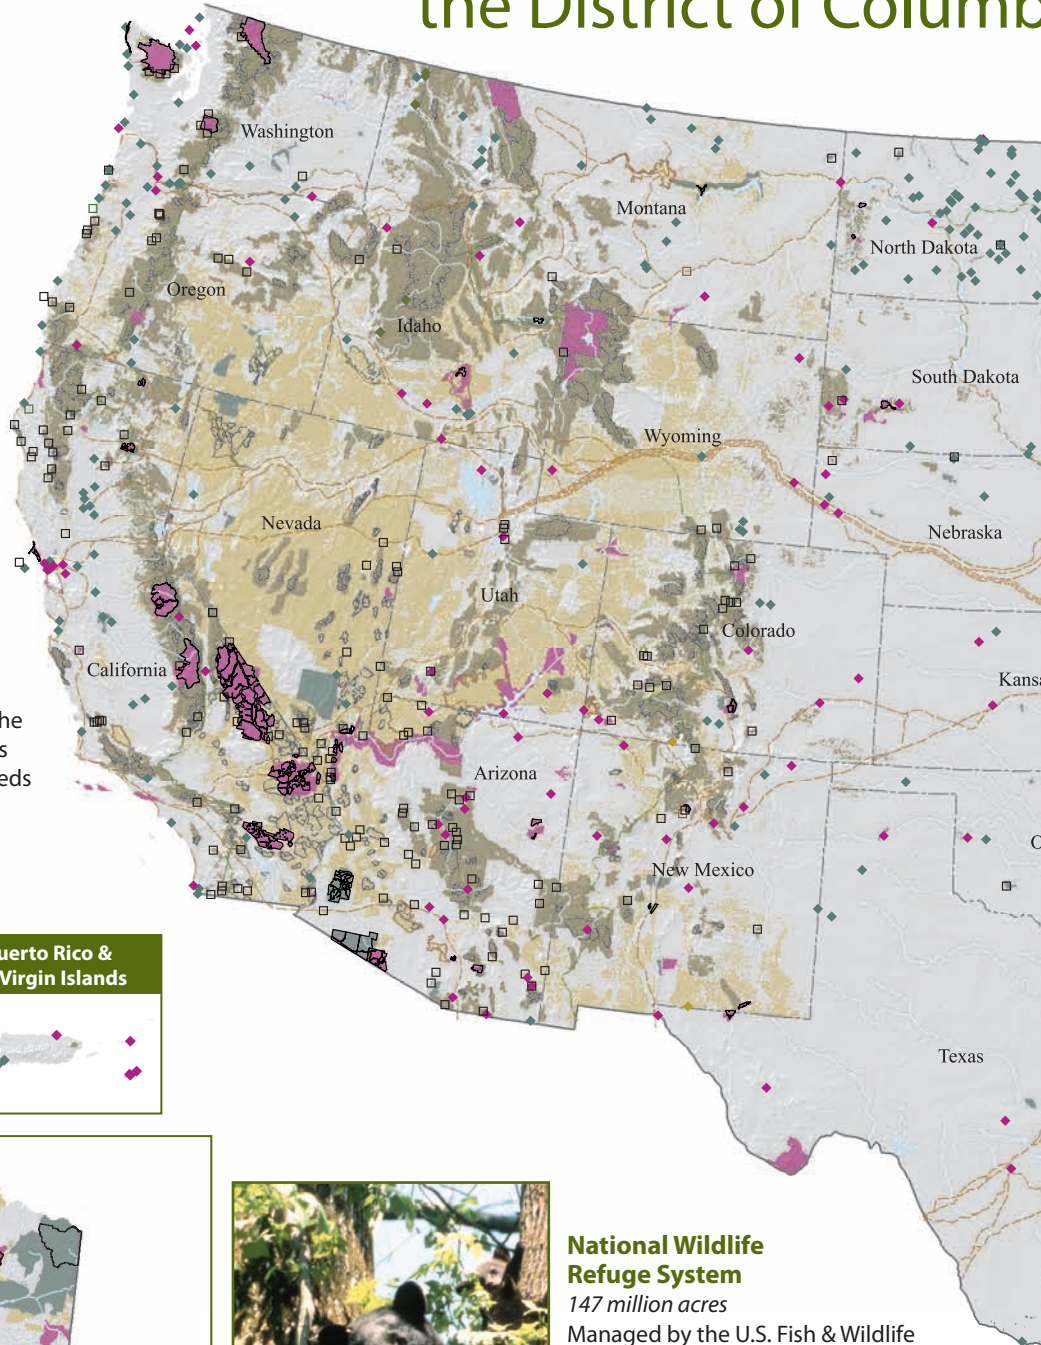 the District of Columb
Washington
Montana
North Dakota
Oregon
Idaho
South Dakota
Wyoming
Nevada
Nebraska
Utah
Colorado
California
Kansa
he
s
eds
Arizona
O
New Mexico
uerto Rico &
Virgin Islands
Texas
National Wildlife
Refuge System
147 million acres
Managed by the U.S. Fish & Wildlife